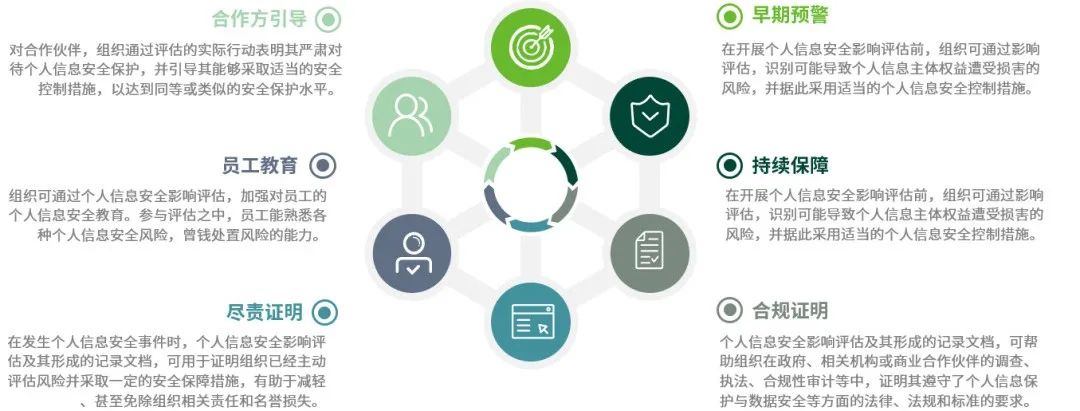 合作方引导
对合作伙伴，组织通过评估的实际行动表明其严肃对
待个人信息安全保护，并引导其能够采取适当的安全
控制措施，以达到同等或类似的安全保护水平。
员工教育
组织可通过个人信息安全影响评估，加强对员工的
个人信息安全教育。参与评估之中，员工能熟悉各
种个人信息安全风险，曾钱处置风险的能力。
尽责证明
在发生个人信息安全事件时，个人信息安全影响评
估及其形成的记录文档，可用于证明组织已经主动
评估风险并采取一定的安全保障措施，有助于减轻
、甚至免除组织相关责任和名誉损失。
早期预警
在开展个人信息安全影响评估前，组织可通过影响
评估，识别可能导致个人信息主体权益遭受损害的
风险，并据此采用适当的个人信息安全控制措施。
持续保障
在开展个人信息安全影响评估前，组织可通过影响
评估，识别可能导致个人信息主体权益遭受损害的
风险，并据此采用适当的个人信息安全控制措施。
合规证明
个人信息安全影响评估及其形成的记录文档，可帮
助组织在政府、相关机构或商业合作伙伴的调查、
执法、合规性审计等中，证明其遵守了个人信息保
护与数据安全等方面的法律、法规和标准的要求。